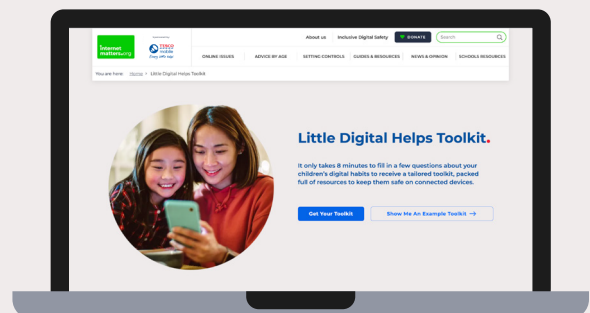 About us
Inclusive Digital Safety
DONATE
Search
internet
matters.org
TESCO
mobile
ONLINE ISSUES
ADVICE BY AGE
SETTING CONTROLS
GUIDES & RESOURCES
NEWS & OPINION
SCHOOLS RESOURCES
You are here: Home › Little Digital Helps Toolkit
Little Digital Helps Toolkit.
It only takes 8 minutes to fill in a few questions about your
children's digital habits to receive a tailored toolkit, packed
full of resources to keep them safe on connected devices.
Get Your Toolkit
Show Me An Example Toolkit →